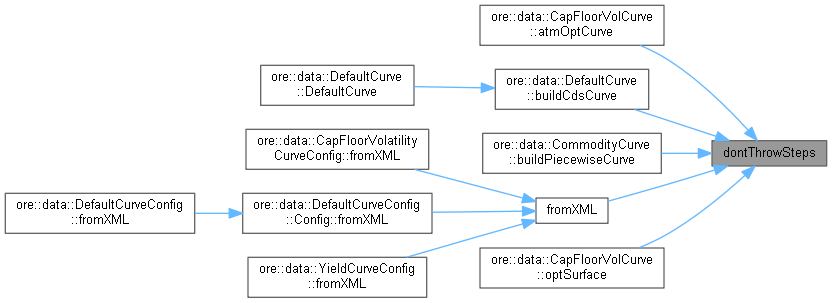 ore::data::CapFloorVolCurve
::atmOptCurve
ore::data::DefaultCurve
::DefaultCurve
ore::data::DefaultCurve
::buildCdsCurve
ore::data::CapFloorVolatility
CurveConfig::fromXML
ore::data::CommodityCurve
::buildPiecewiseCurve
dontThrowSteps
ore::data::DefaultCurveConfig
::fromXML
ore::data::DefaultCurveConfig
::Config::fromXML
fromXML
ore::data::YieldCurveConfig
::fromXML
ore::data::CapFloorVolCurve
::optSurface